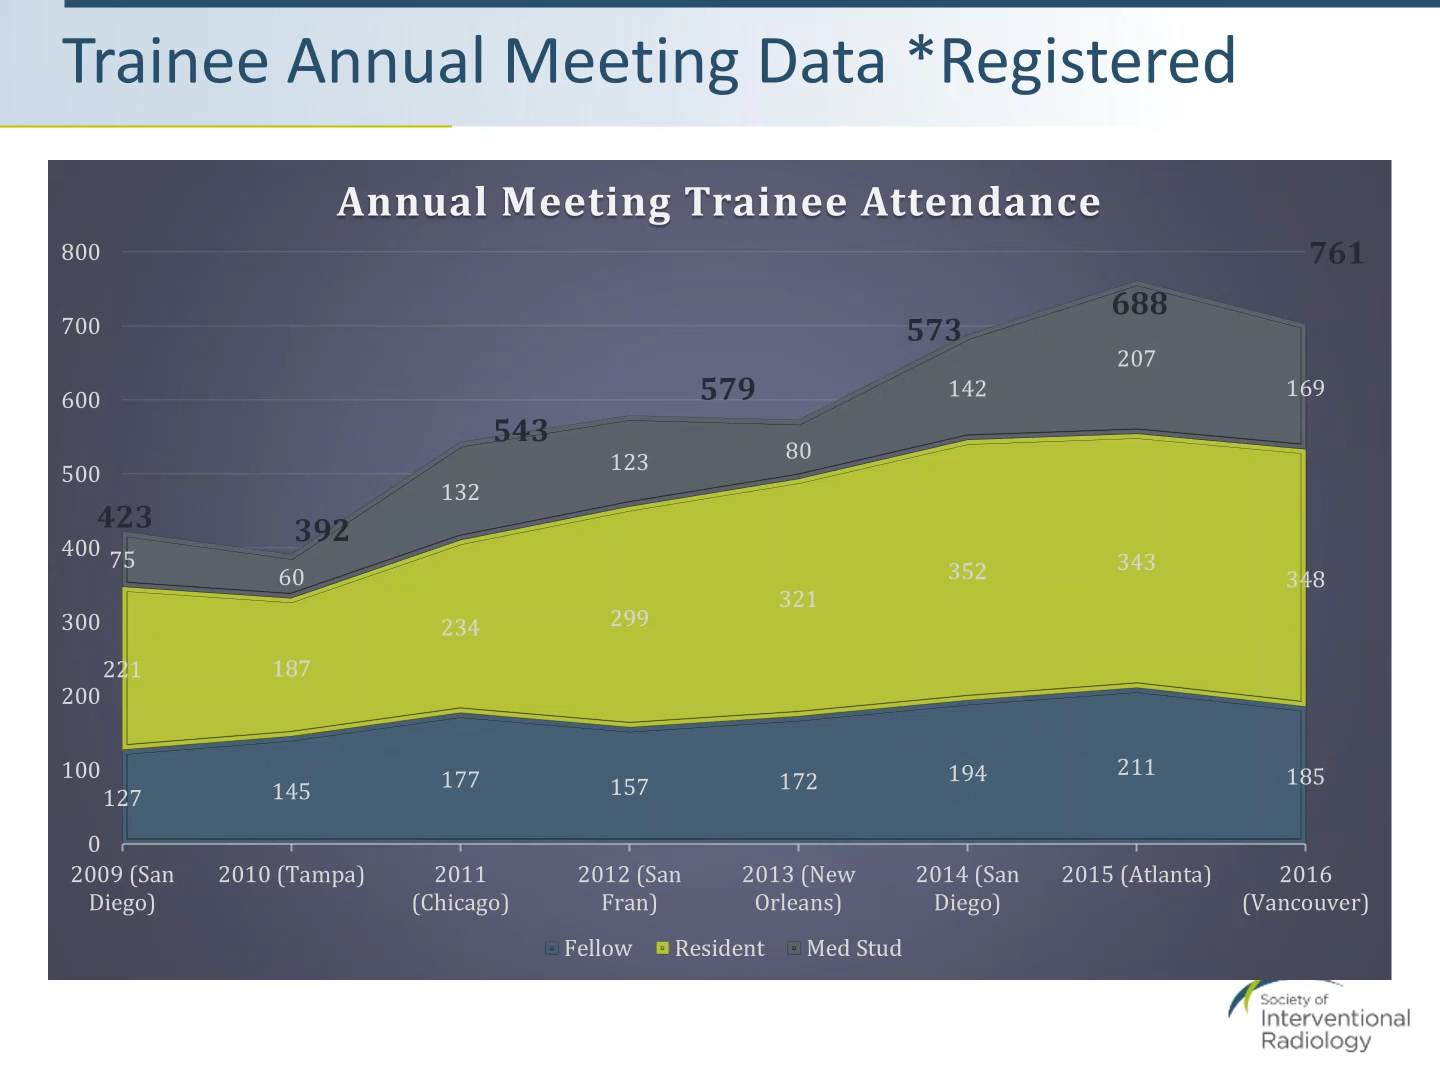 Trainee Annual Meeting Data *Registered
Annual Meeting Trainee Attendance
800
700
600
500
400
300
200
100
0
423
392
543
579
573
688
761
75
60
132
123
80
142
207
169
221
187
234
299
321
352
343
348
127
145
177
157
172
194
211
185
2009 (San
Diego)
2010 (Tampa)
2011
(Chicago)
2012 (San
Fran)
2013 (New
Orleans)
2014 (San
Diego)
2015 (Atlanta)
2016
(Vancouver)
Fellow
Resident
Med Stud
Society of
Interventional
Radiology